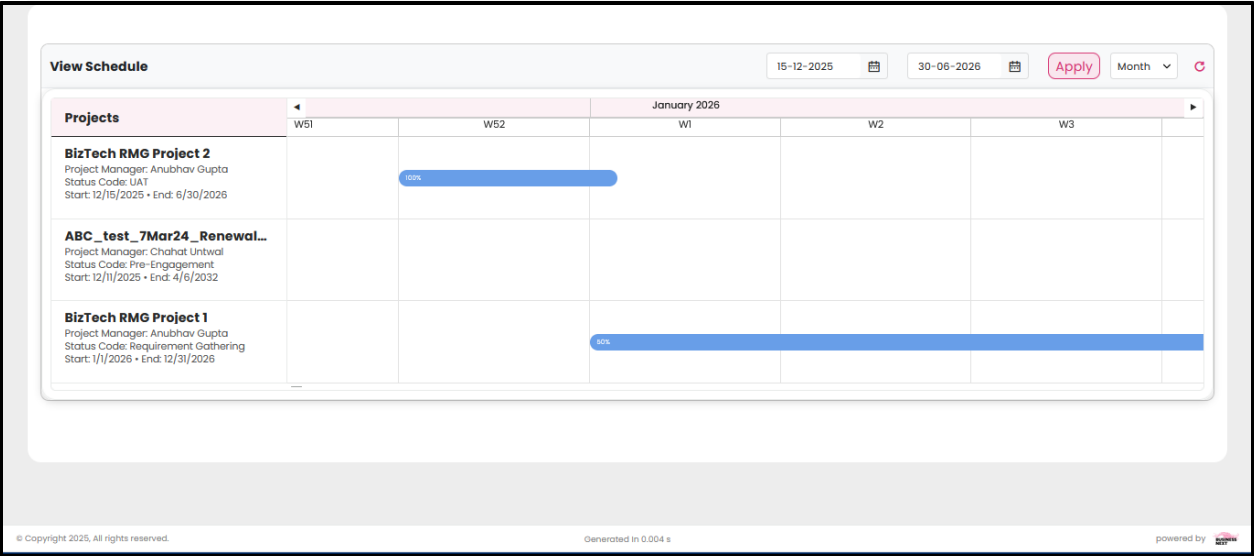 View Schedule
15-12-2025
30-06-2026
Apply
Month
Projects
January 2026
W51
W52
W1
W2
W3
BizTech RMG Project 2
Project Manager: Anubhav Gupta
Status Code: UAT
Start: 12/15/2025 • End: 6/30/2026
100%
ABC_test_7Mar24_Renewal...
Project Manager: Chahat Untwal
Status Code: Pre-Engagement
Start: 12/11/2025 • End: 4/6/2032
BizTech RMG Project 1
Project Manager: Anubhav Gupta
Status Code: Requirement Gathering
Start: 1/1/2026 • End: 12/31/2026
50%
© Copyright 2025, All rights reserved.
Generated In 0.004 s
powered by
BUSINESS
NEXT